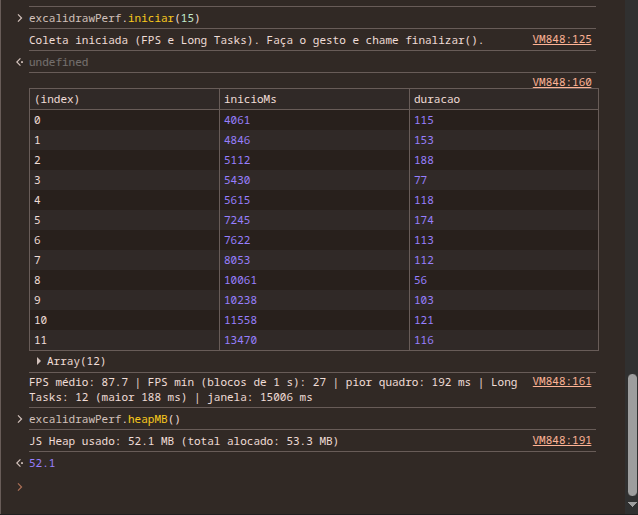 excalidrawPerf.iniciar(15)
Coleta iniciada (FPS e Long Tasks). Faça o gesto e chame finalizar(). VM848:125
undefined
VM848:160
(index) inicioMs duracao
0 4061 115
1 4846 153
2 5112 188
3 5430 77
4 5615 118
5 7245 174
6 7622 113
7 8053 112
8 10061 56
9 10238 103
10 11558 121
11 13470 116
Array(12)
FPS médio: 87.7 | FPS mín (blocos de 1 s): 27 | pior quadro: 192 ms | Long VM848:161
Tasks: 12 (maior 188 ms) | janela: 15006 ms
excalidrawPerf.heapMB()
JS Heap usado: 52.1 MB (total alocado: 53.3 MB) VM848:191
52.1